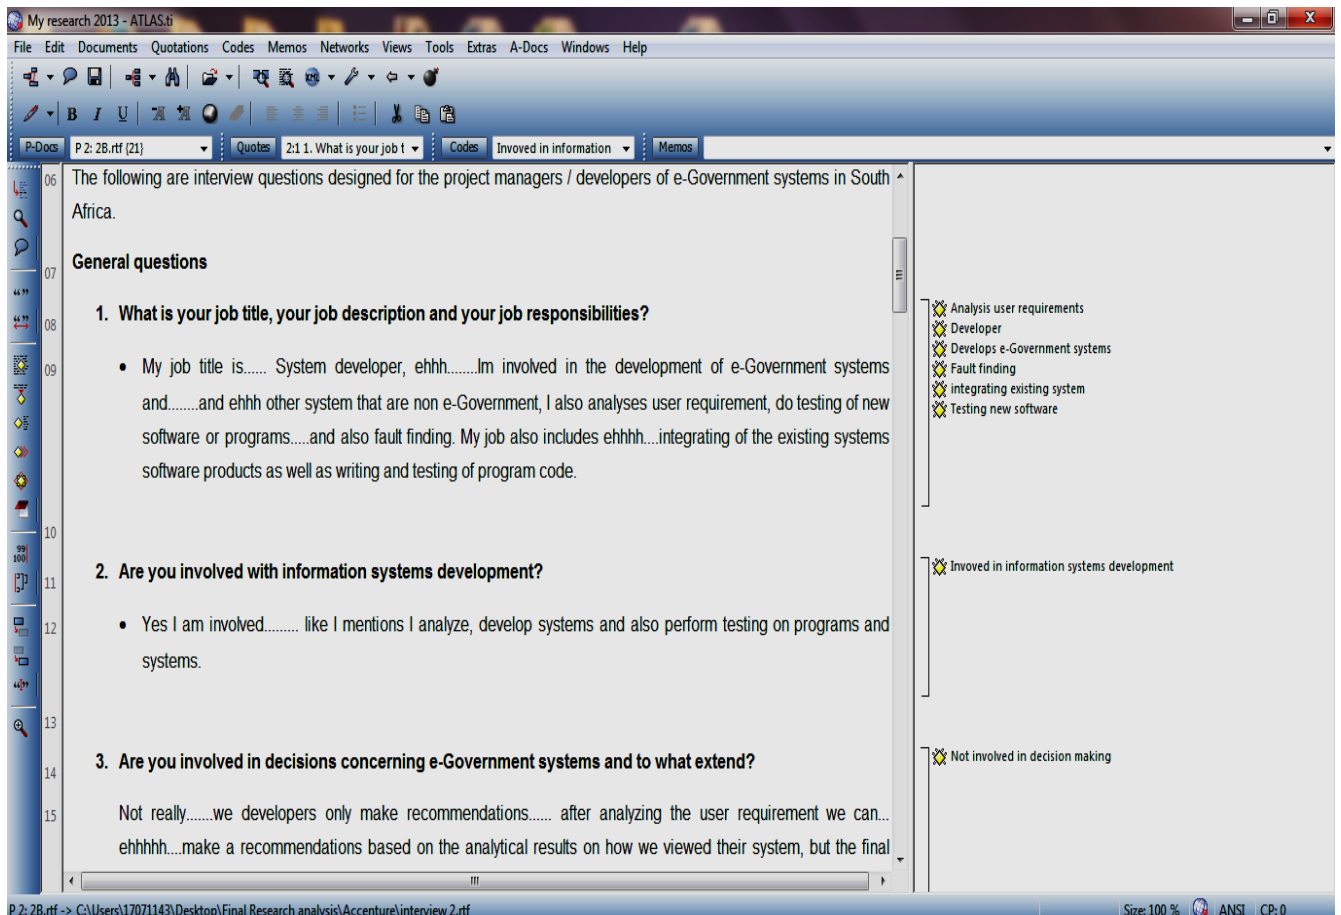 My research 2013 - ATLAS.ti
File Edit Documents Quotations Codes Memos Networks Views Tools Extras A-Docs Windows Help
B I U
P-Docs P 2: 2B.rtf {21} Quotes 2:1 1. What is your job t Codes Invoved in information Memos
06 The following are interview questions designed for the project managers / developers of e-Government systems in South
Africa.
07 General questions
08 1. What is your job title, your job description and your job responsibilities?
09 • My job title is...... System developer, ehhh........Im involved in the development of e-Government systems
and........and ehhh other system that are non e-Government, I also analyses user requirement, do testing of new
software or programs.....and also fault finding. My job also includes ehhhh....integrating of the existing systems
software products as well as writing and testing of program code.
10
11 2. Are you involved with information systems development?
12 • Yes I am involved......... like I mentions I analyze, develop systems and also perform testing on programs and
systems.
13
14 3. Are you involved in decisions concerning e-Government systems and to what extend?
15 Not really.......we developers only make recommendations...... after analyzing the user requirement we can...
ehhhhh....make a recommendations based on the analytical results on how we viewed their system, but the final
Analysis user requirements
Developer
Develops e-Government systems
Fault finding
integrating existing system
Testing new software
Invoved in information systems development
Not involved in decision making
P 2: 2B.rtf -> C:\Users\17071143\Desktop\Final Research analysis\Accenture\interview 2.rtf Size: 100 % ANSI CP: 0